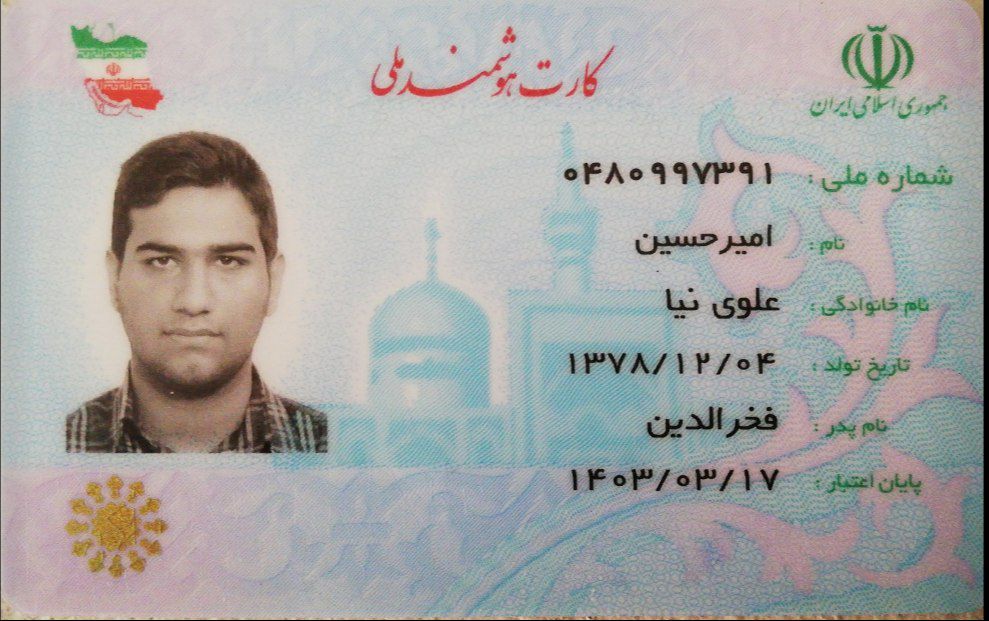 کارت هوشمند ملی
جمهوری اسلامی ایران
شماره ملی : ۰۴۸۰۹۹۷۳۹۱
نام : امیرحسین
نام خانوادگی : علوی نیا
تاریخ تولد : ۱۳۷۸/۱۲/۰۴
نام پدر : فخرالدین
پایان اعتبار : ۱۴۰۳/۰۳/۱۷